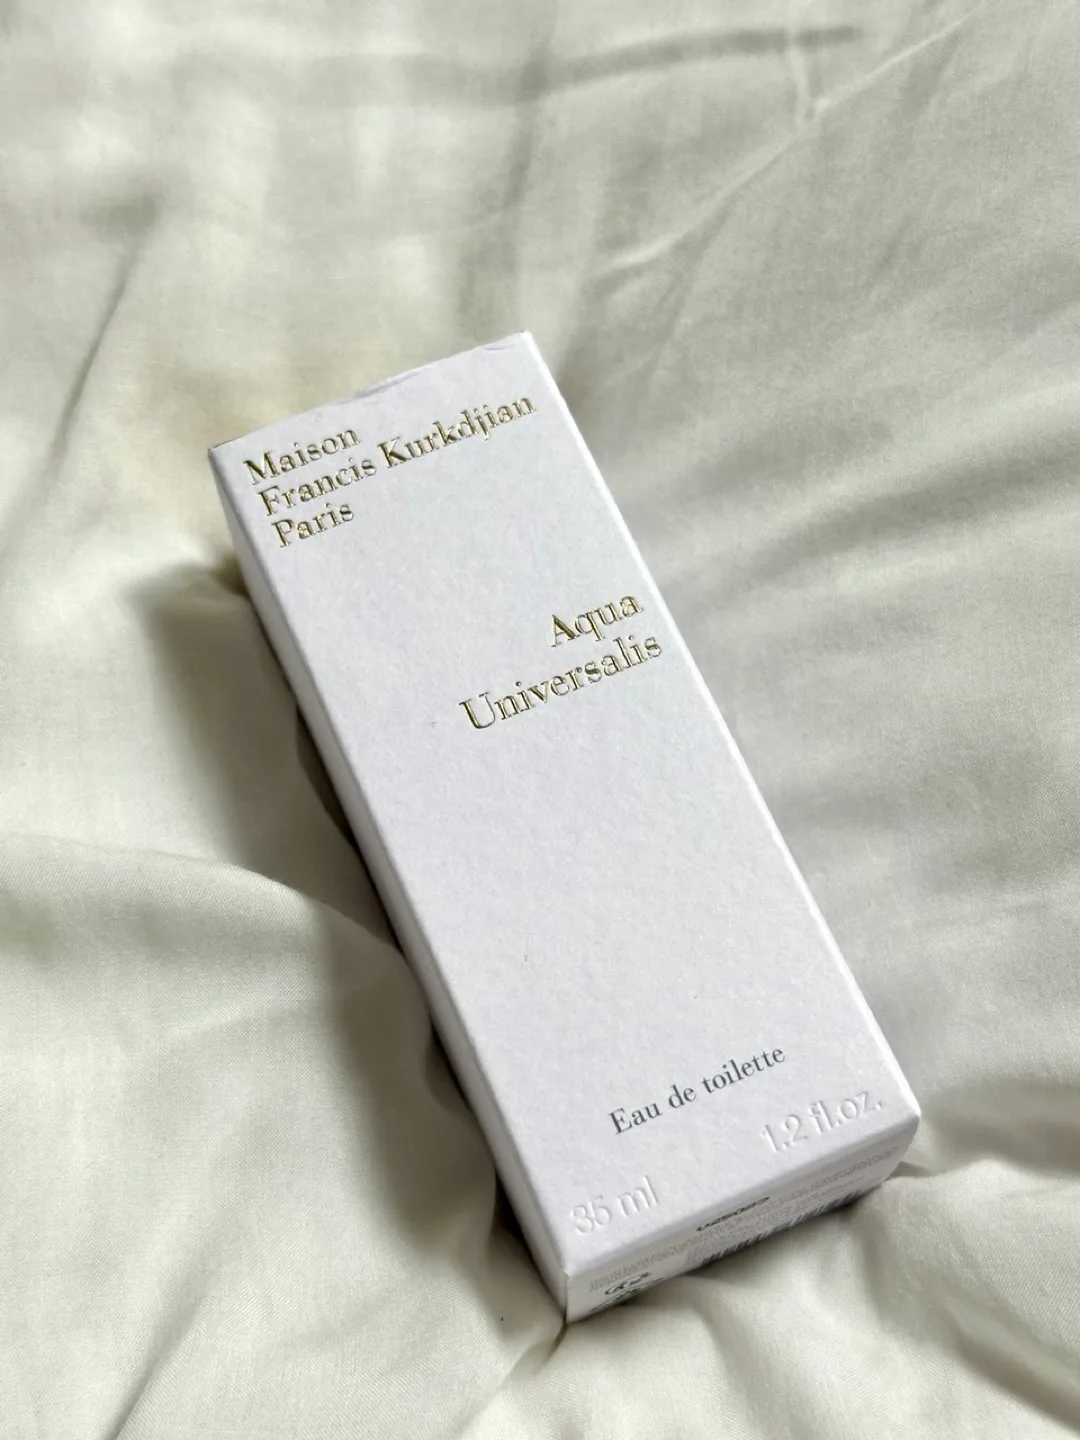 Maison
Francis Kurkdjian
Paris
Aqua
Universalis
Eau de toilette
1.2 fl.oz.
35 ml